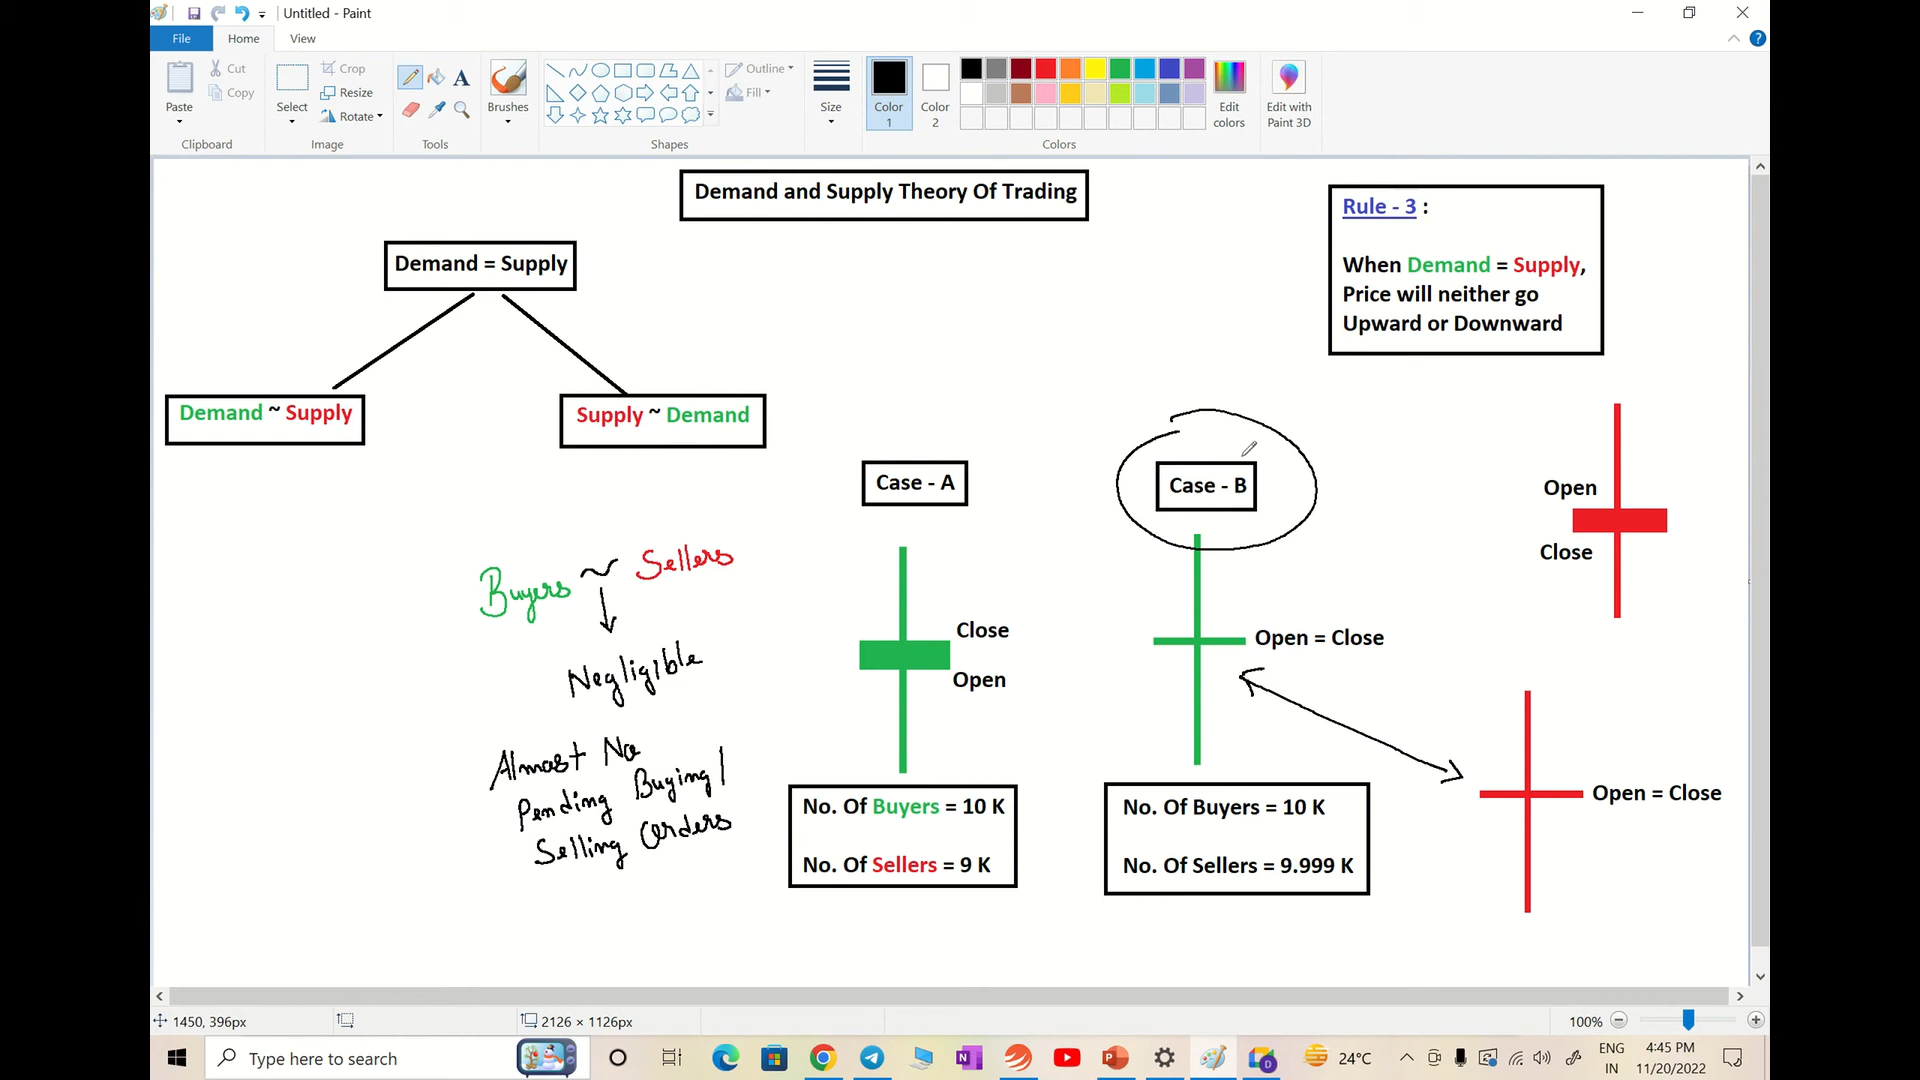 Untitled - Paint
File
Home
View
Paste
Cut
Copy
Clipboard
Select
Crop
Resize
Rotate
Image
Tools
Brushes
Shapes
Outline
Fill
Size
Color 1
Color 2
Colors
Edit colors
Edit with Paint 3D
Demand and Supply Theory Of Trading
Rule - 3 :
When Demand = Supply,
Price will neither go
Upward or Downward
Demand = Supply
Demand ~ Supply
Supply ~ Demand
Case - A
Case - B
Open
Close
Buyers ~ Sellers
Negligible
Almost No
Pending Buying/
Selling Orders
Close
Open
Open = Close
Open = Close
No. Of Buyers = 10 K
No. Of Sellers = 9 K
No. Of Buyers = 10 K
No. Of Sellers = 9.999 K
1450, 396px
2126 × 1126px
100%
Type here to search
24°C
ENG
IN
4:45 PM
11/20/2022